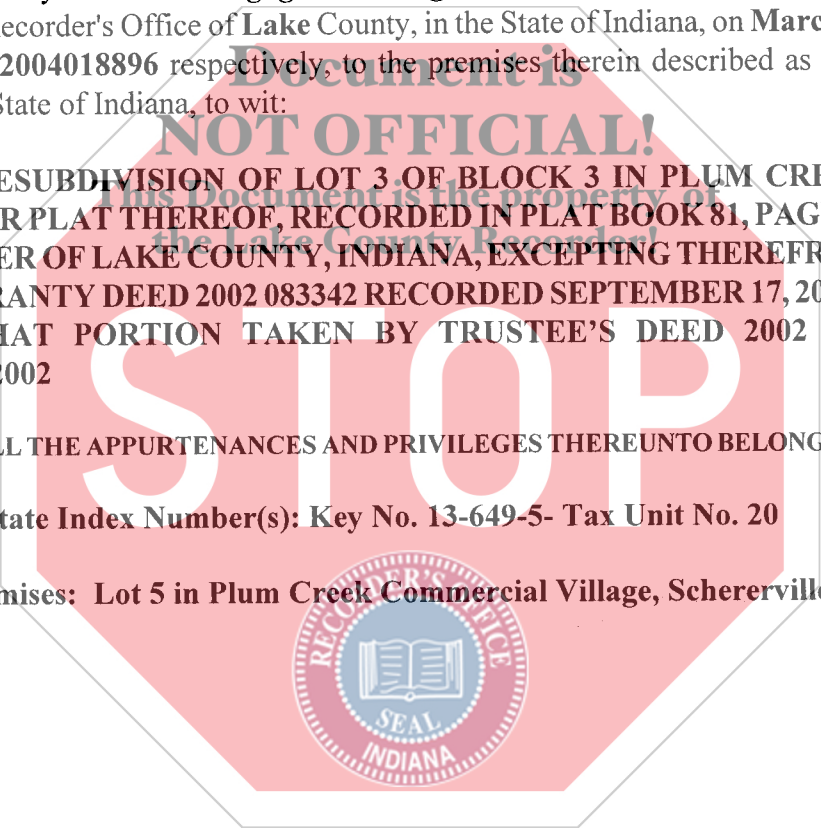 ecorder's Office of Lake County, in the State of Indiana, on Marc
2004018896 respectively, to the premises therein described as
State of Indiana, to wit:
Document is
NOT OFFICIAL!
This Document is the property of
the Lake County Recorder!
ESUBDIVISION OF LOT 3 OF BLOCK 3 IN PLUM CRE
R PLAT THEREOF, RECORDED IN PLAT BOOK 81, PAG
ER OF LAKE COUNTY, INDIANA, EXCEPTING THEREFR
RANTY DEED 2002 083342 RECORDED SEPTEMBER 17, 20
HAT PORTION TAKEN BY TRUSTEE'S DEED 2002
2002
LL THE APPURTENANCES AND PRIVILEGES THEREUNTO BELONG
state Index Number(s): Key No. 13-649-5- Tax Unit No. 20
mises: Lot 5 in Plum Creek Commercial Village, Schererville
STOP
RECORDER'S OFFICE
SEAL
INDIANA